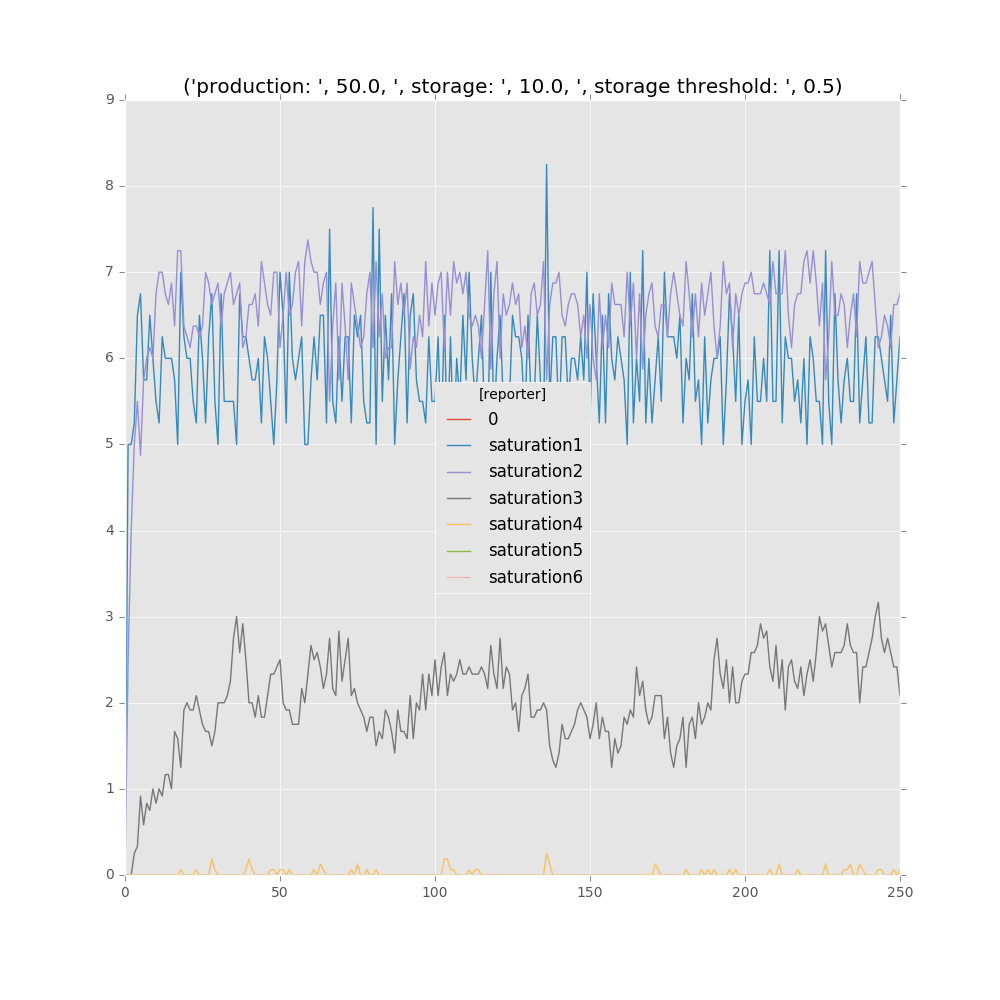 ('production: ', 50.0, ', storage: ', 10.0, ', storage threshold: ', 0.5)
9
8
7
6
5
4
3
2
1
0
[reporter]
0
saturation1
saturation2
saturation3
saturation4
saturation5
saturation6
0 50 100 150 200 250